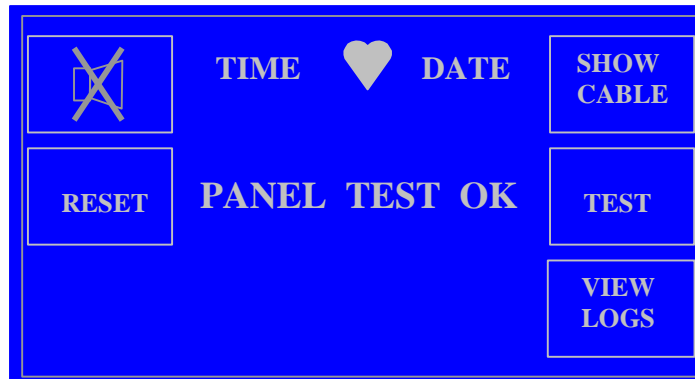 TIME DATE
SHOW
CABLE
RESET
PANEL TEST OK
TEST
VIEW
LOGS